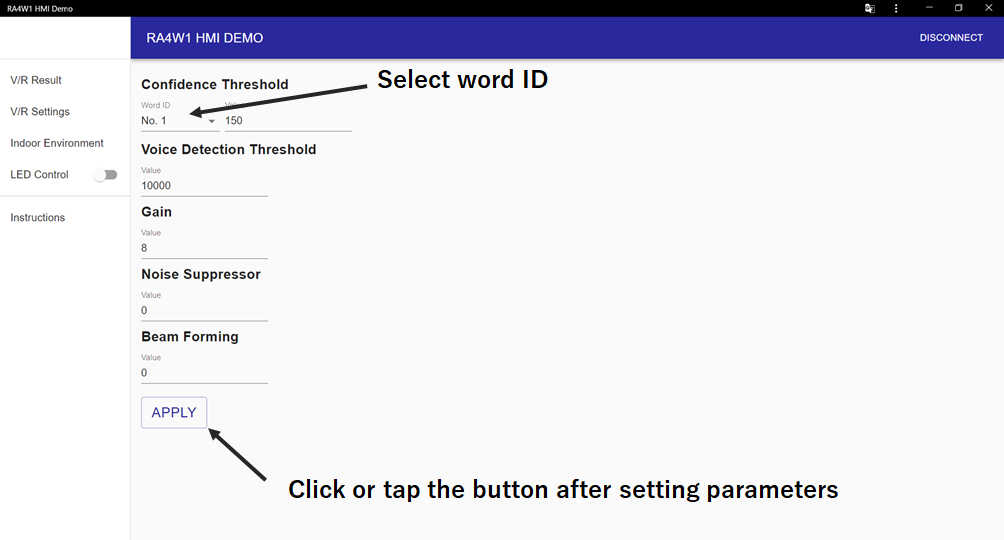 RA4W1 HMI Demo
RA4W1 HMI DEMO
DISCONNECT
V/R Result
V/R Settings
Indoor Environment
LED Control
Instructions
Confidence Threshold
Select word ID
Word ID
No. 1
150
Voice Detection Threshold
Value
10000
Gain
Value
8
Noise Suppressor
Value
0
Beam Forming
Value
0
APPLY
Click or tap the button after setting parameters